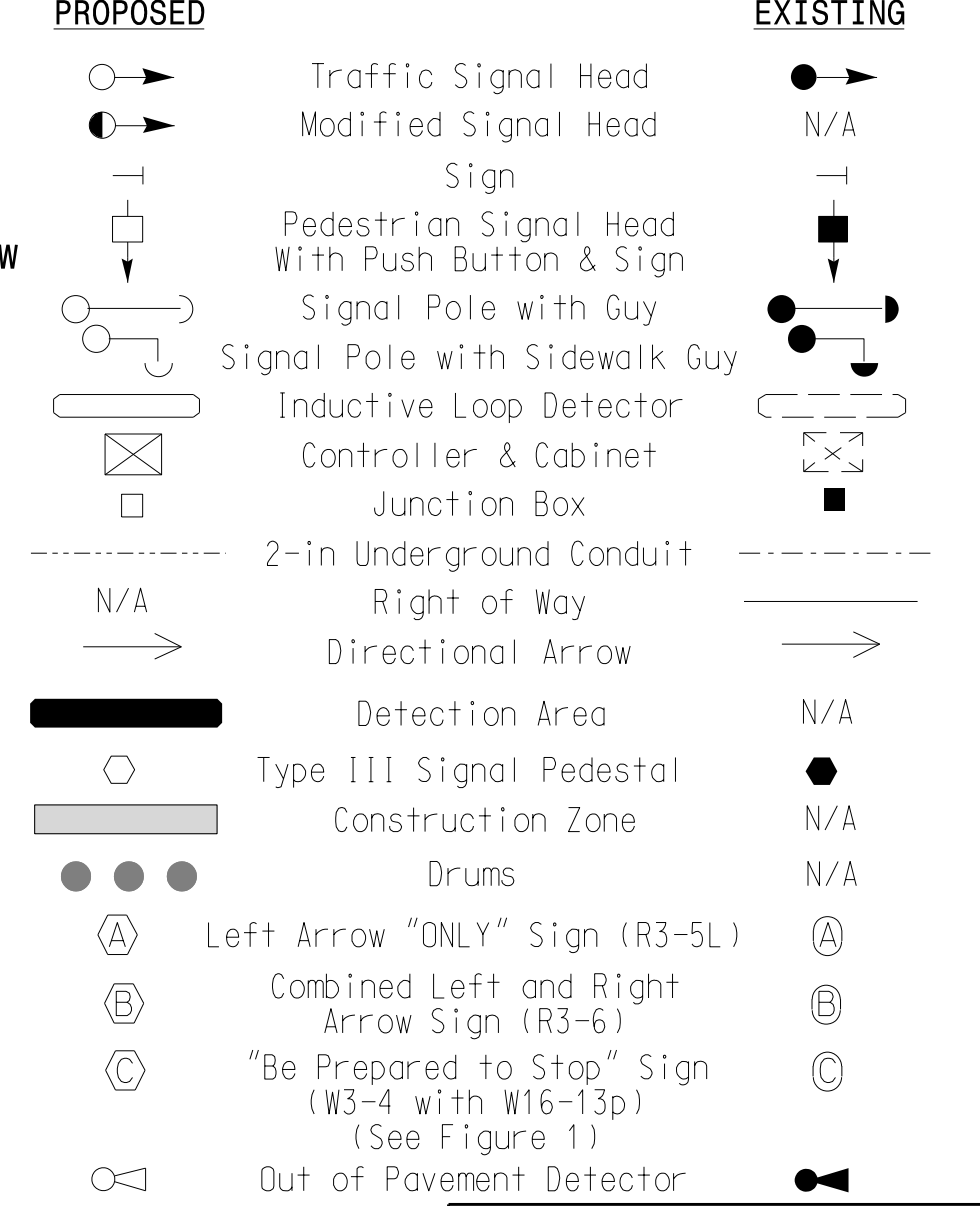 PROPOSED EXISTING
Traffic Signal Head
Modified Signal Head N/A
Sign
Pedestrian Signal Head
With Push Button & Sign
W
Signal Pole with Guy
Signal Pole with Sidewalk Guy
Inductive Loop Detector
Controller & Cabinet
Junction Box
2-in Underground Conduit
N/A Right of Way
Directional Arrow
Detection Area N/A
Type III Signal Pedestal
Construction Zone N/A
Drums N/A
A Left Arrow "ONLY" Sign (R3-5L) A
Combined Left and Right
B Arrow Sign (R3-6) B
C "Be Prepared to Stop" Sign C
(W3-4 with W16-13p)
(See Figure 1)
Out of Pavement Detector